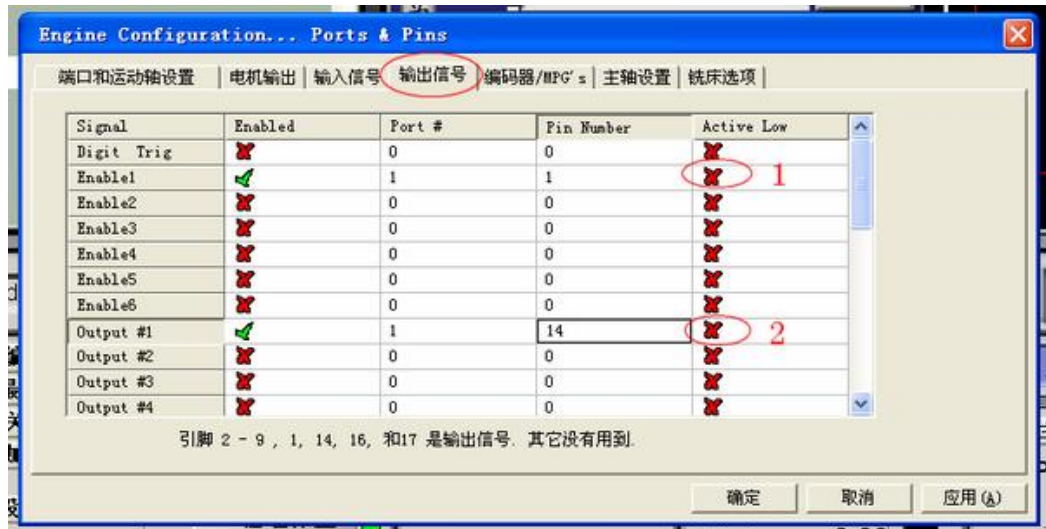 Engine Configuration... Ports & Pins
端口和运动轴设置 电机输出 输入信号 输出信号 编码器/MPG's 主轴设置 铣床选项
Signal Enabled Port # Pin Number Active Low
Digit Trig 0 0
Enable1 1 1 1
Enable2 0 0
Enable3 0 0
Enable4 0 0
Enable5 0 0
Enable6 0 0
Output #1 1 14 2
Output #2 0 0
Output #3 0 0
Output #4 0 0
引脚 2 - 9 , 1, 14, 16, 和17 是输出信号. 其它没有用到.
确定 取消 应用(A)